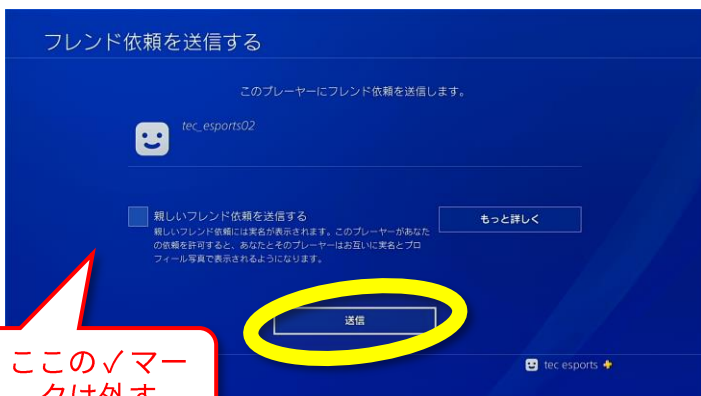 フレンド依頼を送信する
このプレーヤーにフレンド依頼を送信します。
tec_esports02
親しいフレンド依頼を送信する
親しいフレンド依頼には実名が表示されます。このプレーヤーがあなた
の依頼を許可すると、あなたとそのプレーヤーはお互いに実名とプロ
フィール写真で表示されるようになります。
もっと詳しく
送信
ここの✓マー
クは外す
tec esports